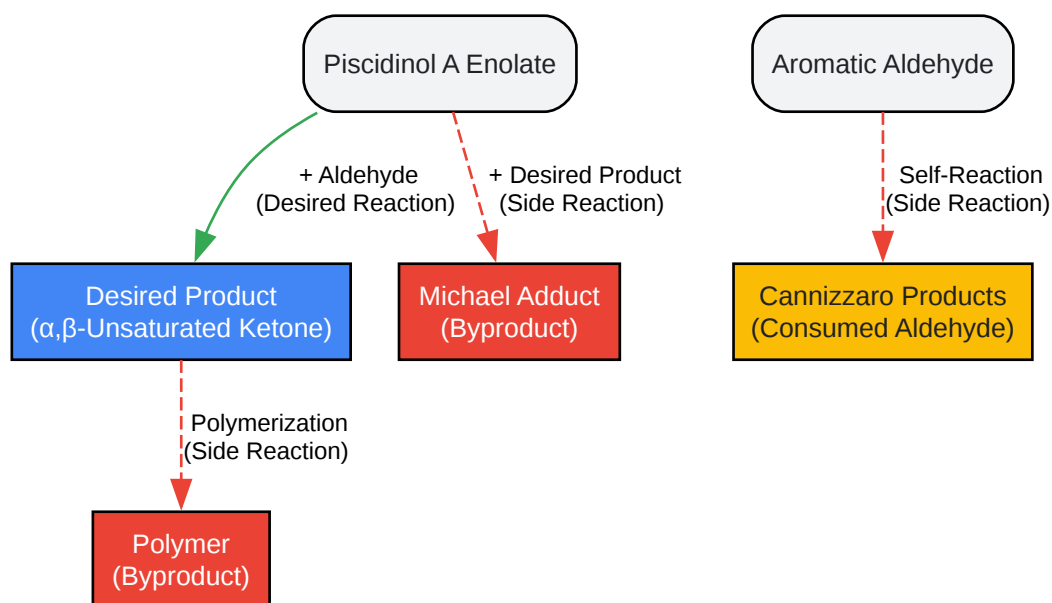 Piscidinol A Enolate
Aromatic Aldehyde
+ Aldehyde
(Desired Reaction)
+ Desired Product
(Side Reaction)
Self-Reaction
(Side Reaction)
Desired Product
(α,β-Unsaturated Ketone)
Michael Adduct
(Byproduct)
Cannizzaro Products
(Consumed Aldehyde)
Polymerization
(Side Reaction)
Polymer
(Byproduct)